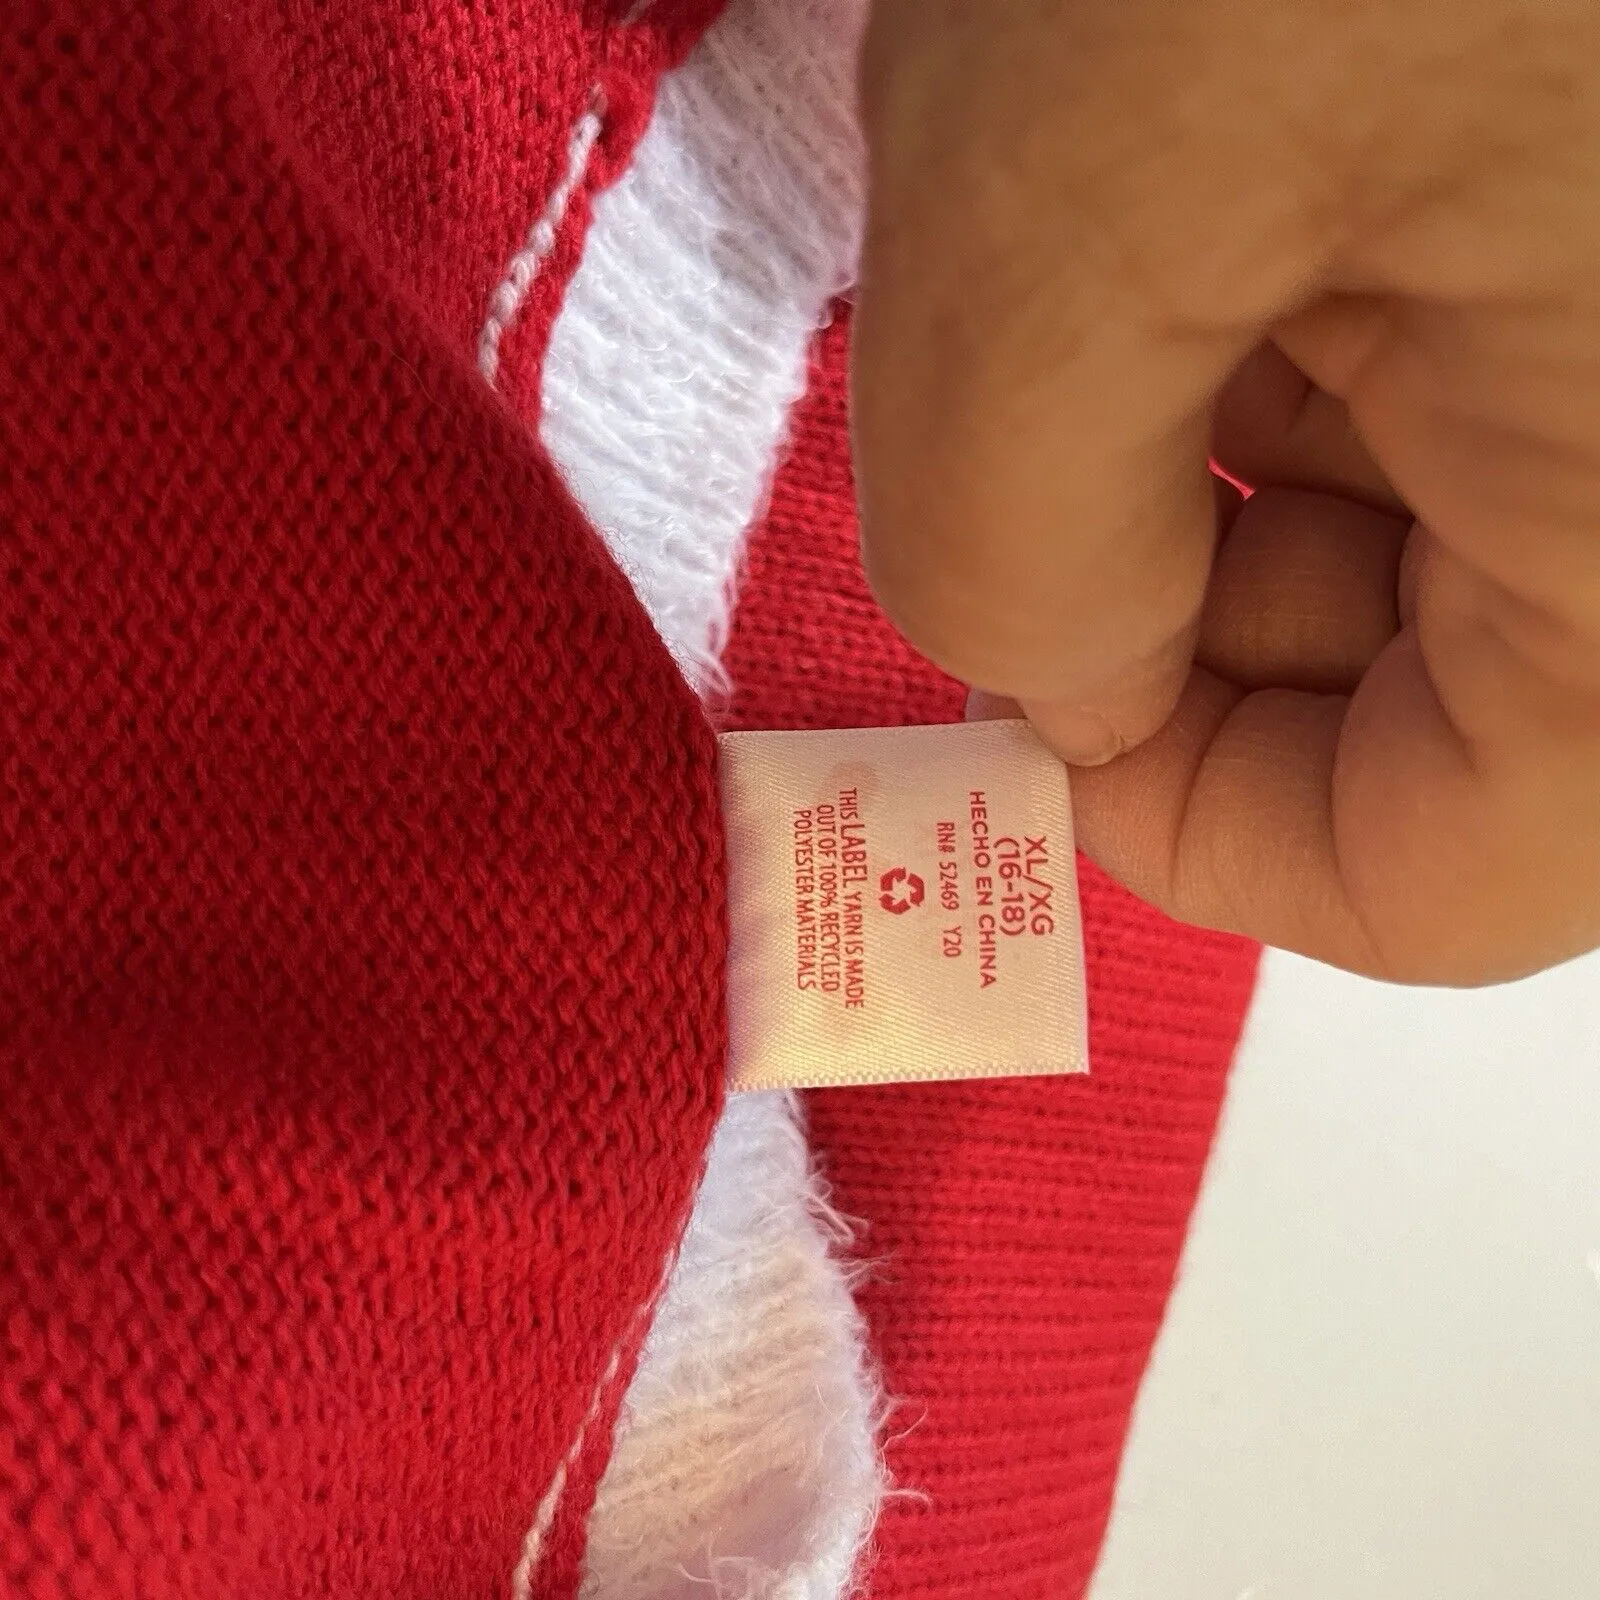 XL/XG
(16-18)
HECHO EN CHINA
RN# 52469 Y20
THIS LABEL YARN IS MADE
OUT OF 100% RECYCLED
POLYESTER MATERIALS